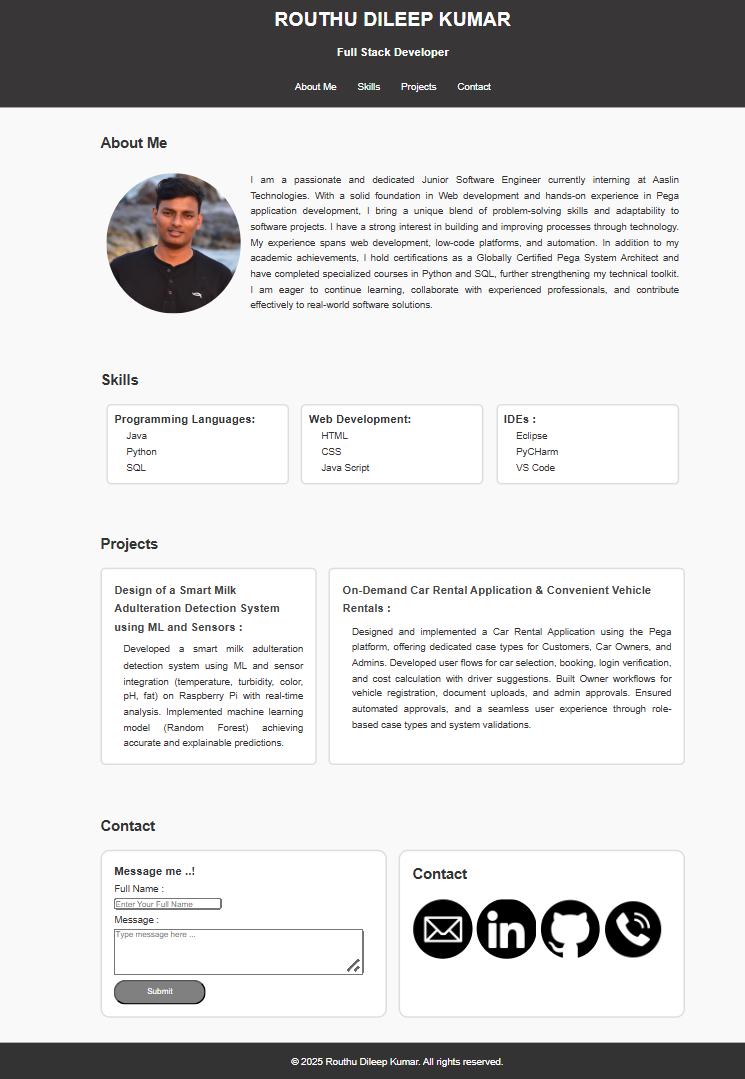 ROUTHU DILEEP KUMAR
Full Stack Developer
About Me Skills Projects Contact
About Me
I am a passionate and dedicated Junior Software Engineer currently interning at Aaslin
Technologies. With a solid foundation in Web development and hands-on experience in Pega
application development, I bring a unique blend of problem-solving skills and adaptability to
software projects. I have a strong interest in building and improving processes through technology.
My experience spans web development, low-code platforms, and automation. In addition to my
academic achievements, I hold certifications as a Globally Certified Pega System Architect and
have completed specialized courses in Python and SQL, further strengthening my technical toolkit.
I am eager to continue learning, collaborate with experienced professionals, and contribute
effectively to real-world software solutions.
Skills
Programming Languages:
Java
Python
SQL
Web Development:
HTML
CSS
Java Script
IDEs :
Eclipse
PyCHarm
VS Code
Projects
Design of a Smart Milk
Adulteration Detection System
using ML and Sensors :
Developed a smart milk adulteration
detection system using ML and sensor
integration (temperature, turbidity, color,
pH, fat) on Raspberry Pi with real-time
analysis. Implemented machine learning
model (Random Forest) achieving
accurate and explainable predictions.
On-Demand Car Rental Application & Convenient Vehicle
Rentals :
Designed and implemented a Car Rental Application using the Pega
platform, offering dedicated case types for Customers, Car Owners, and
Admins. Developed user flows for car selection, booking, login verification,
and cost calculation with driver suggestions. Built Owner workflows for
vehicle registration, document uploads, and admin approvals. Ensured
automated approvals, and a seamless user experience through role-
based case types and system validations.
Contact
Message me ..!
Full Name :
Enter Your Full Name
Message :
Type message here ...
Submit
Contact
in
© 2025 Routhu Dileep Kumar. All rights reserved.